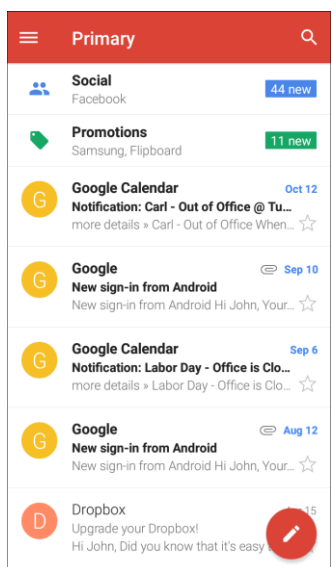 Primary
Social
44 new
Facebook
Promotions
11 new
Samsung, Flipboard
G
Google Calendar
Oct 12
Notification: Carl - Out of Office @ Tu...
more details » Carl - Out of Office When...
G
Google
Sep 10
New sign-in from Android
New sign-in from Android Hi John, Your...
G
Google Calendar
Sep 6
Notification: Labor Day - Office is Clo...
more details » Labor Day - Office is Clo...
G
Google
Aug 12
New sign-in from Android
New sign-in from Android Hi John, Your...
D
Dropbox
15
Upgrade your Dropbox!
Hi John, Did you know that it's easy